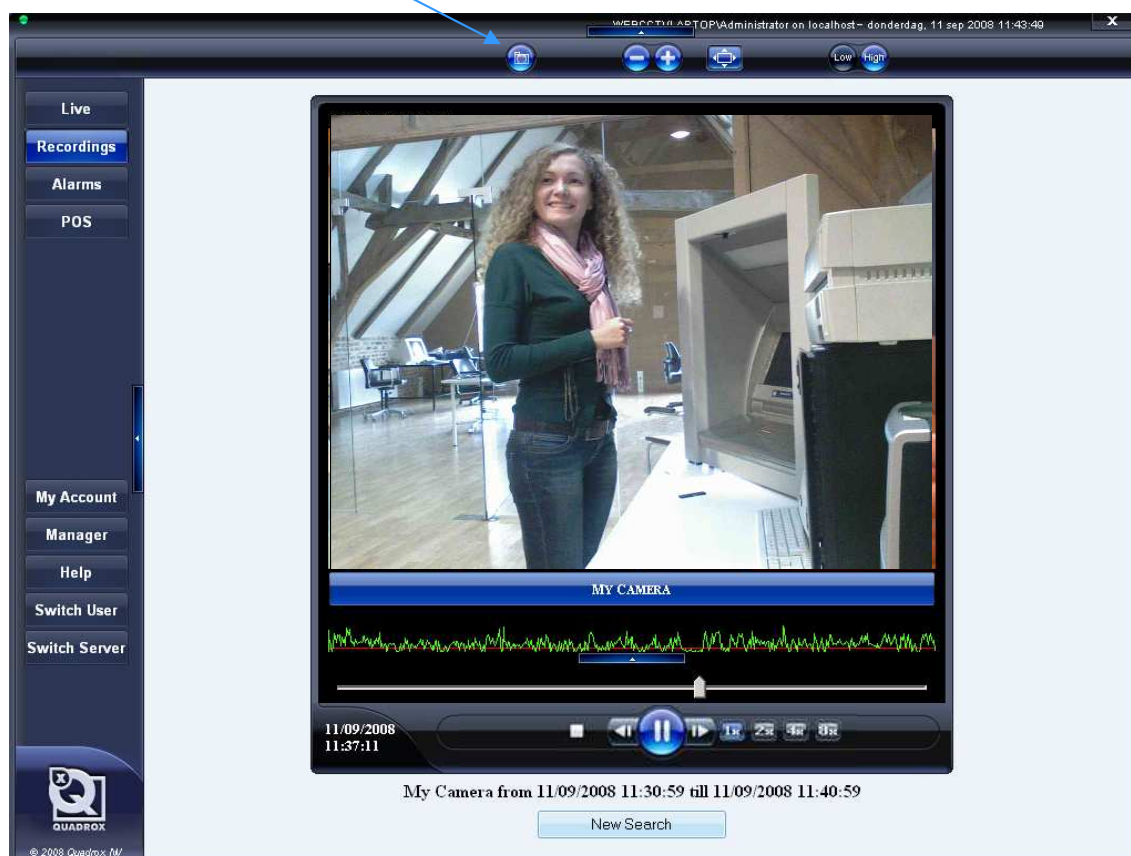 WEBCCTVLAPTOP\Administrator on localhost– donderdag, 11 sep 2008 11:43:49 X
Low High
Live
Recordings
Alarms
POS
My Account
Manager
Help
Switch User
Switch Server
MY CAMERA
11/09/2008
11:37:11
1x 2x 4x 8x
My Camera from 11/09/2008 11:30:59 till 11/09/2008 11:40:59
New Search
X
Q
QUADROX
© 2008 Quadrox NV